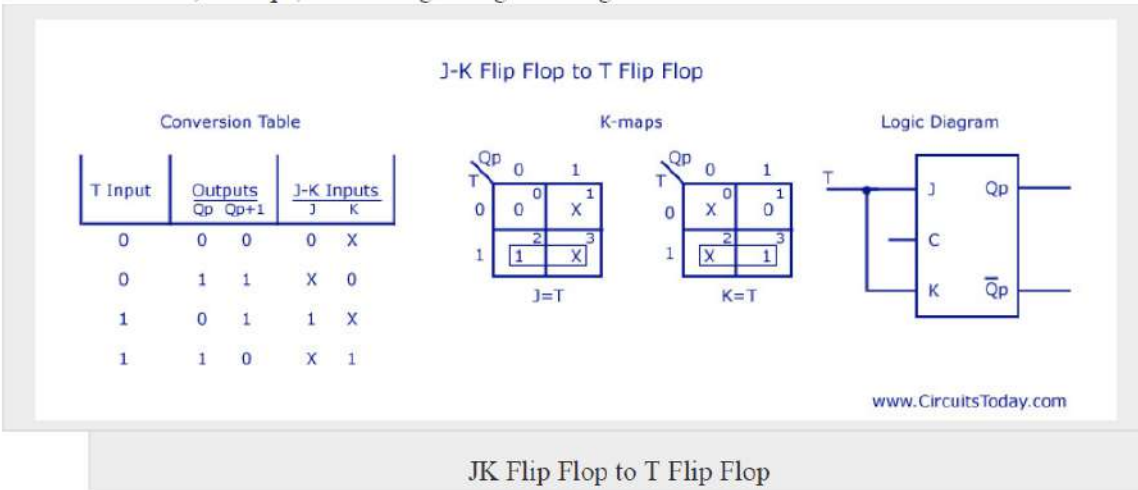 J-K Flip Flop to T Flip Flop
Conversion Table
T Input Outputs J-K Inputs
Qp Qp+1 J K
0 0 0 0 X
0 1 1 X 0
1 0 1 1 X
1 1 0 X 1
K-maps
Qp
T 0 1
0 0 0 X 1
1 1 2 X 3
J=T
Qp
T 0 1
0 X 0 0 1
1 X 2 1 3
K=T
Logic Diagram
T J Qp
C
K Q̅p
www.CircuitsToday.com
JK Flip Flop to T Flip Flop